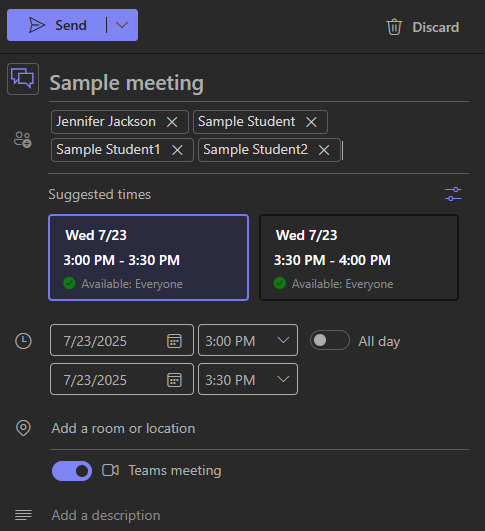 Send Discard
Sample meeting
Jennifer Jackson Sample Student
Sample Student1 Sample Student2
Suggested times
Wed 7/23
3:00 PM - 3:30 PM
Available: Everyone
Wed 7/23
3:30 PM - 4:00 PM
Available: Everyone
7/23/2025 3:00 PM All day
7/23/2025 3:30 PM
Add a room or location
Teams meeting
Add a description